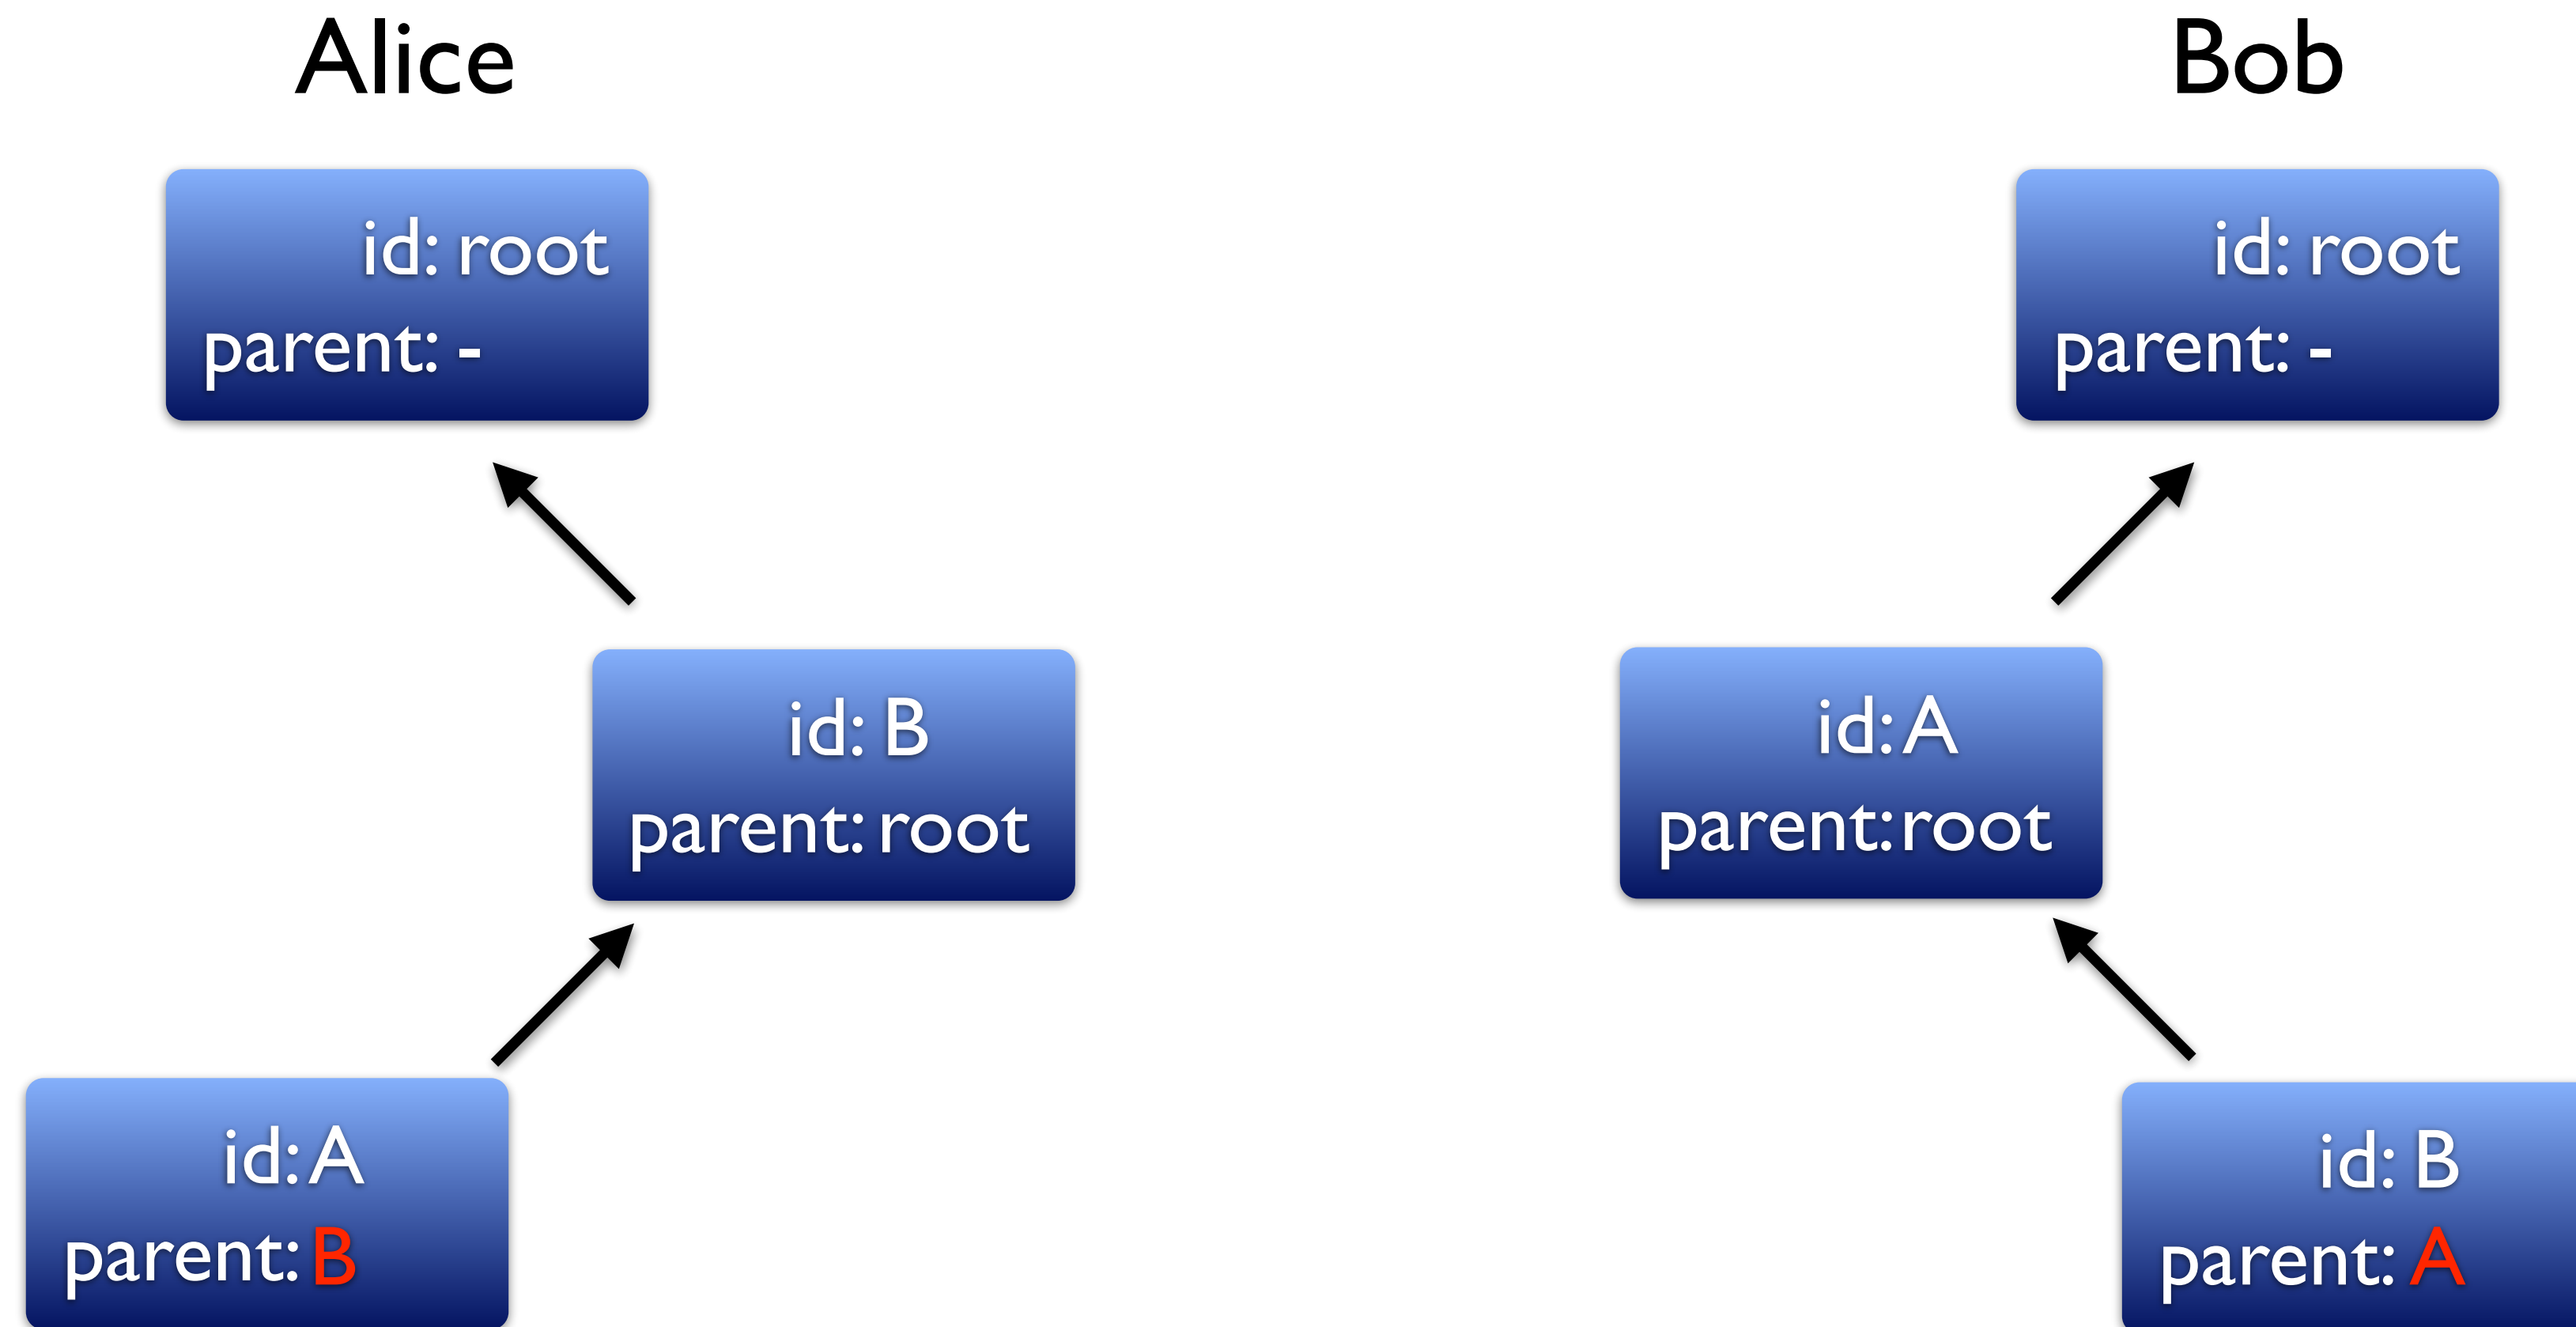 Alice
Bob
id: root
parent: -
id: root
parent: -
id: B
parent: root
id: A
parent: root
id: A
parent: B
id: B
parent: A